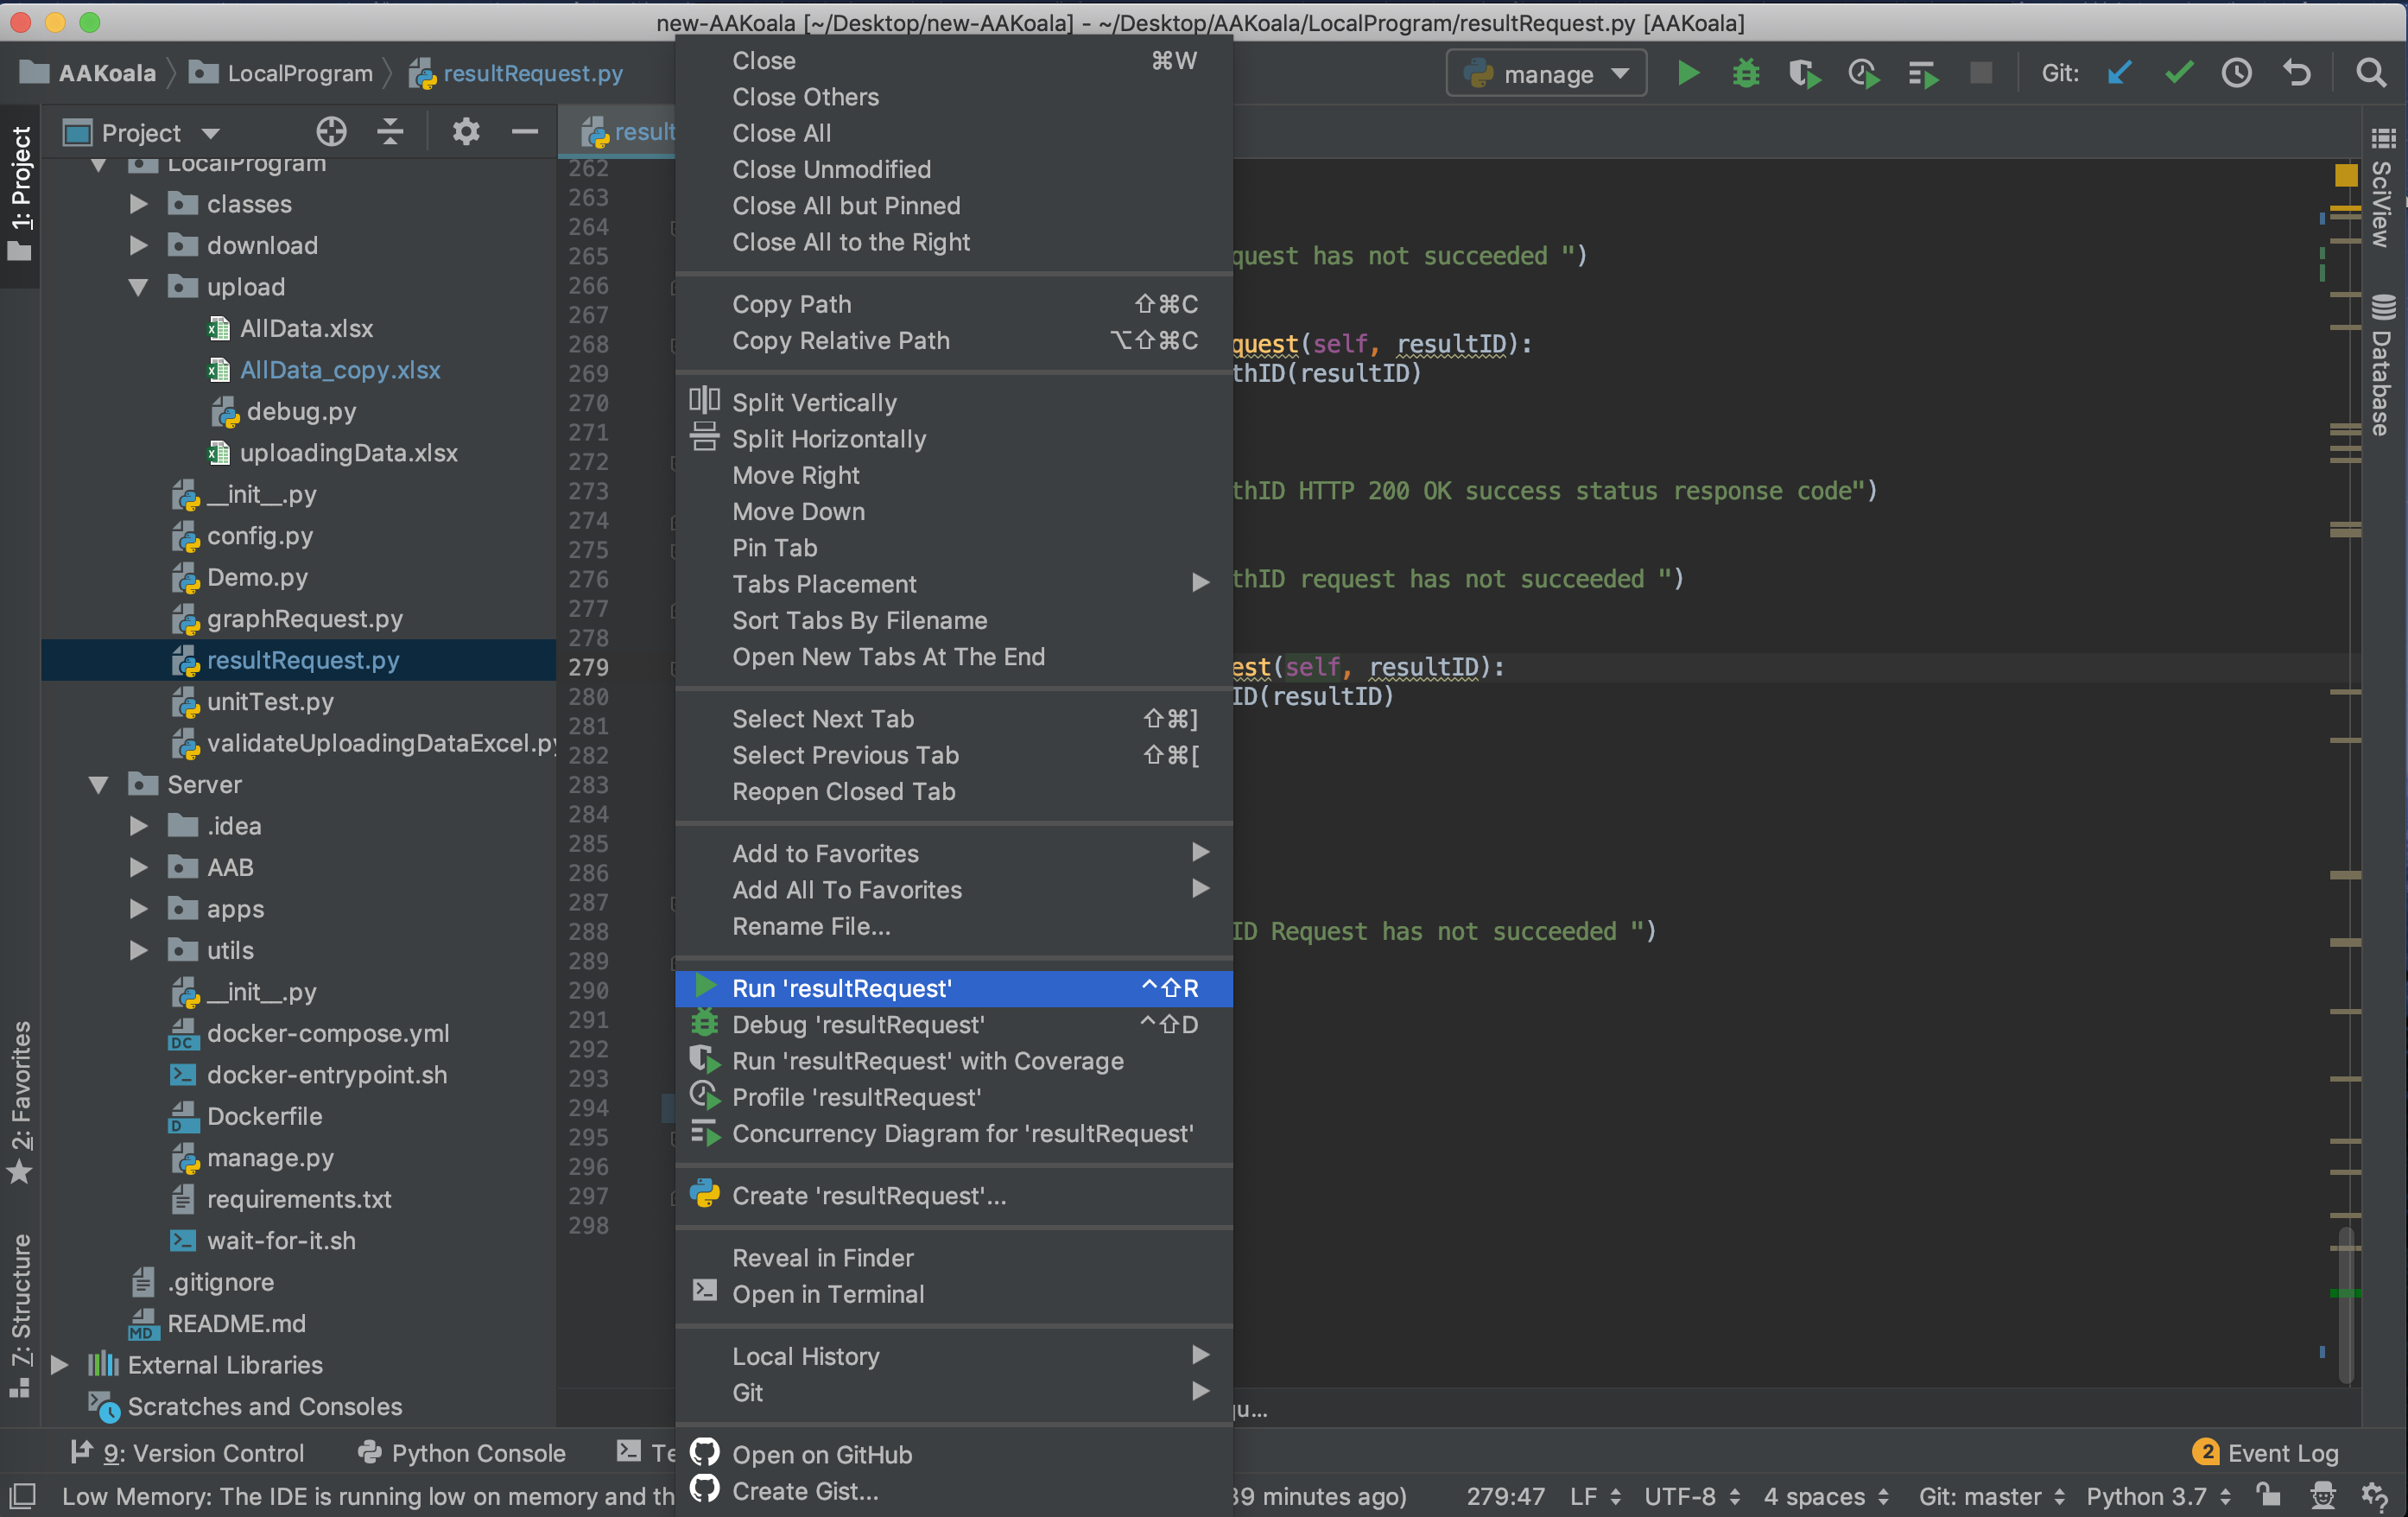 new-AAKoala [~/Desktop/new-AAKoala] - ~/Desktop/AAKoala/LocalProgram/resultRequest.py [AAKoala]
AAKoala LocalProgram resultRequest.py
manage
Git:
1: Project
2: Favorites
Z: Structure
Project
LocalProgram
classes
download
upload
AllData.xlsx
AllData_copy.xlsx
debug.py
uploadingData.xlsx
__init__.py
config.py
Demo.py
graphRequest.py
resultRequest.py
unitTest.py
validateUploadingDataExcel.py
Server
.idea
AAB
apps
utils
__init__.py
docker-compose.yml
docker-entrypoint.sh
Dockerfile
manage.py
requirements.txt
wait-for-it.sh
.gitignore
README.md
External Libraries
Scratches and Consoles
result
262
263
264
265
266
267
268
269
270
271
272
273
274
275
276
277
278
279
280
281
282
283
284
285
286
287
288
289
290
291
292
293
294
295
296
297
298
Close ⌘W
Close Others
Close All
Close Unmodified
Close All but Pinned
Close All to the Right
Copy Path ⇧⌘C
Copy Relative Path ⌥⇧⌘C
Split Vertically
Split Horizontally
Move Right
Move Down
Pin Tab
Tabs Placement
Sort Tabs By Filename
Open New Tabs At The End
Select Next Tab ⇧⌘]
Select Previous Tab ⇧⌘[
Reopen Closed Tab
Add to Favorites
Add All To Favorites
Rename File...
Run 'resultRequest' ^⇧R
Debug 'resultRequest' ^⇧D
Run 'resultRequest' with Coverage
Profile 'resultRequest'
Concurrency Diagram for 'resultRequest'
Create 'resultRequest'...
Reveal in Finder
Open in Terminal
Local History
Git
Open on GitHub
Create Gist...
quest has not succeeded ")
quest(self, resultID):
thID(resultID)
thID HTTP 200 OK success status response code")
thID request has not succeeded ")
est(self, resultID):
ID(resultID)
ID Request has not succeeded ")
SciView
Database
9: Version Control
Python Console
Te
2 Event Log
Low Memory: The IDE is running low on memory and th
39 minutes ago)
279:47 LF UTF-8 4 spaces Git: master Python 3.7